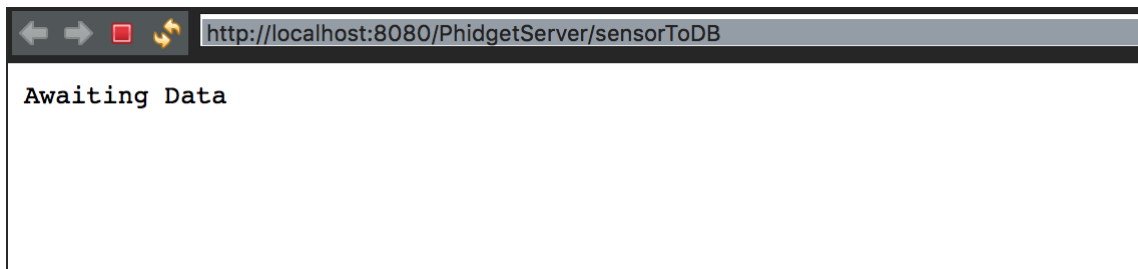 http://localhost:8080/PhidgetServer/sensorToDB
Awaiting Data